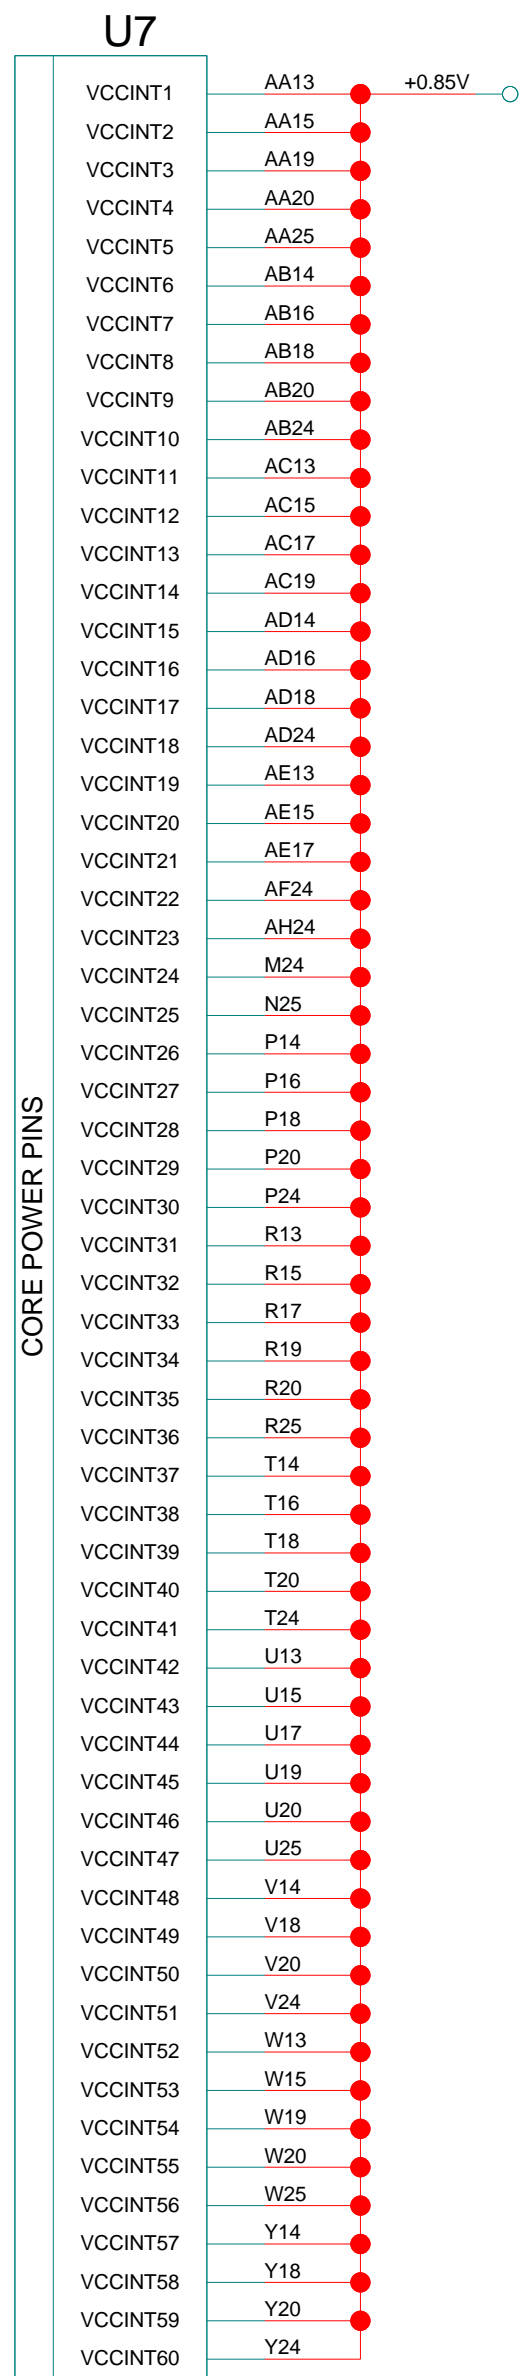 U7
VCCINT1 AA13 +0.85V
VCCINT2 AA15
VCCINT3 AA19
VCCINT4 AA20
VCCINT5 AA25
VCCINT6 AB14
VCCINT7 AB16
VCCINT8 AB18
VCCINT9 AB20
VCCINT10 AB24
VCCINT11 AC13
VCCINT12 AC15
VCCINT13 AC17
VCCINT14 AC19
VCCINT15 AD14
VCCINT16 AD16
VCCINT17 AD18
VCCINT18 AD24
VCCINT19 AE13
VCCINT20 AE15
VCCINT21 AE17
VCCINT22 AF24
VCCINT23 AH24
VCCINT24 M24
VCCINT25 N25
VCCINT26 P14
VCCINT27 P16
VCCINT28 P18
VCCINT29 P20
VCCINT30 P24
VCCINT31 R13
VCCINT32 R15
VCCINT33 R17
VCCINT34 R19
VCCINT35 R20
VCCINT36 R25
VCCINT37 T14
VCCINT38 T16
VCCINT39 T18
VCCINT40 T20
VCCINT41 T24
VCCINT42 U13
VCCINT43 U15
VCCINT44 U17
VCCINT45 U19
VCCINT46 U20
VCCINT47 U25
VCCINT48 V14
VCCINT49 V18
VCCINT50 V20
VCCINT51 V24
VCCINT52 W13
VCCINT53 W15
VCCINT54 W19
VCCINT55 W20
VCCINT56 W25
VCCINT57 Y14
VCCINT58 Y18
VCCINT59 Y20
VCCINT60 Y24
CORE POWER PINS